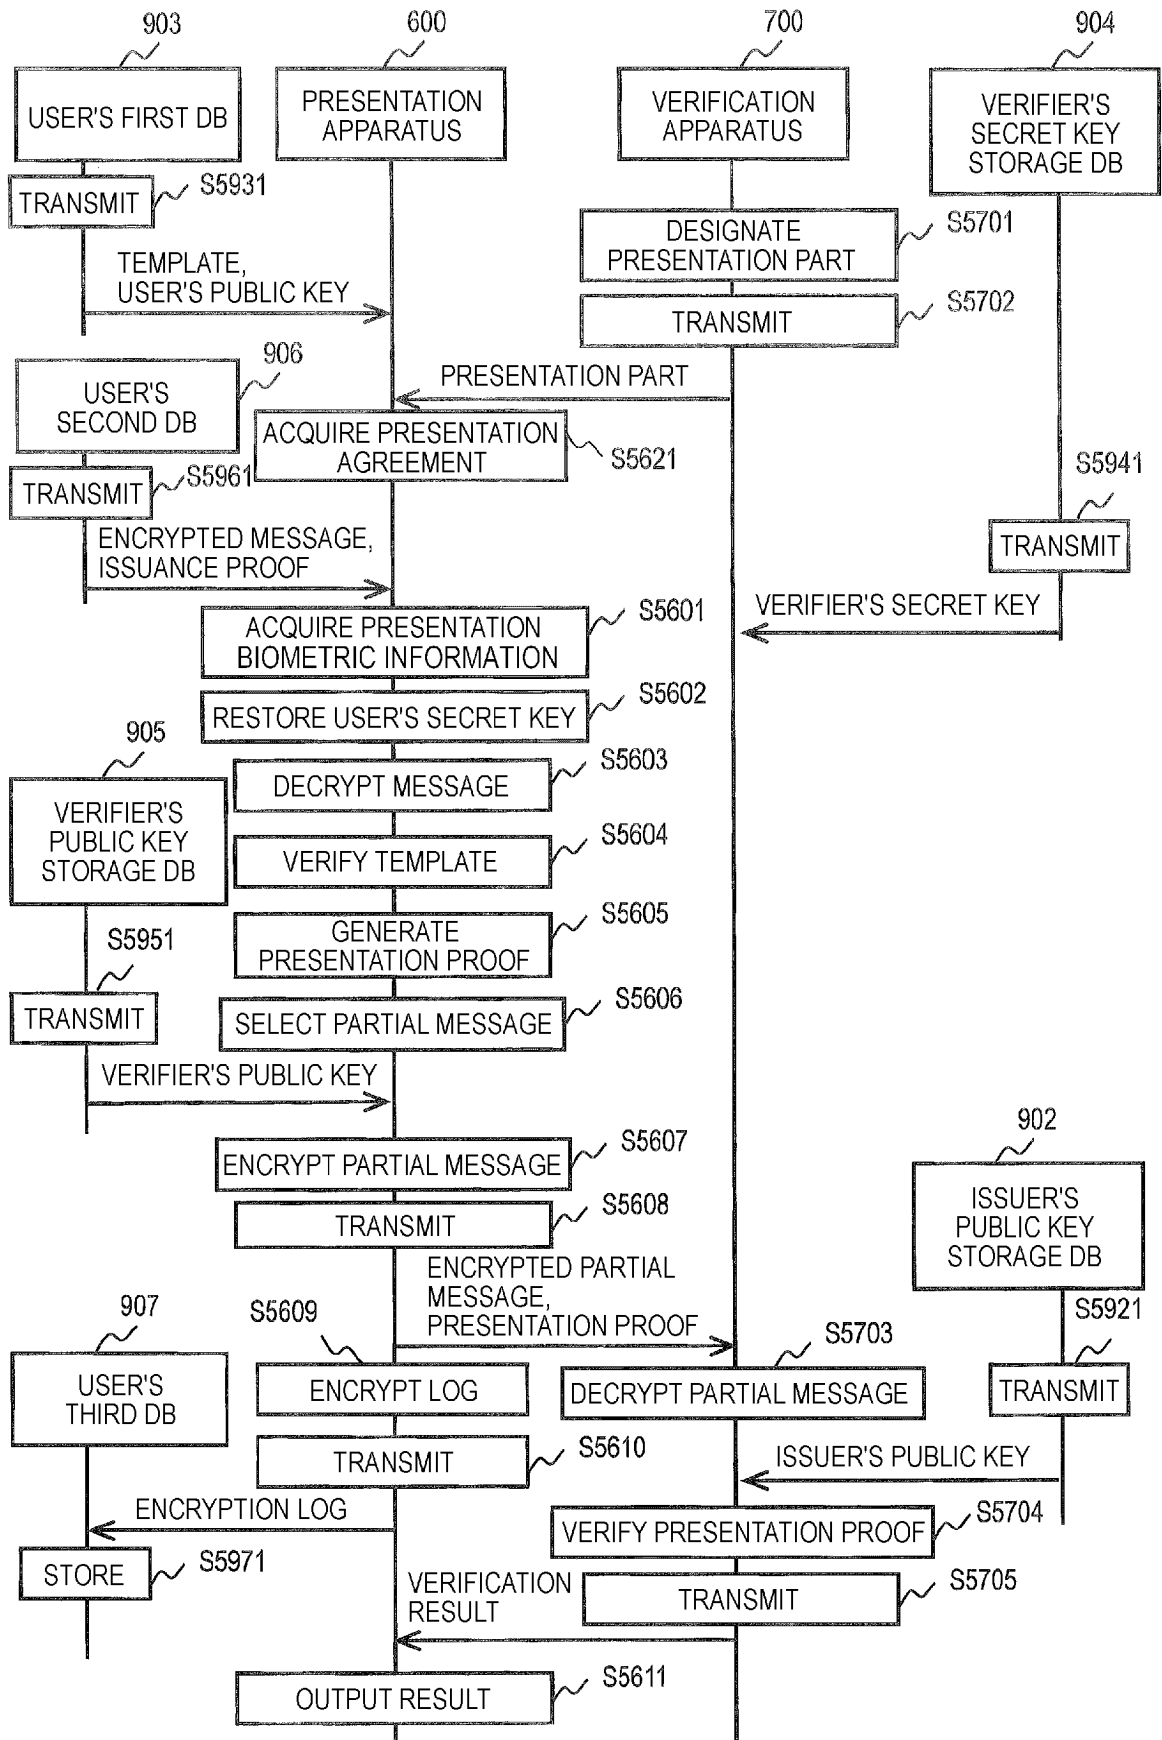 903
600
700
904
USER'S FIRST DB
PRESENTATION
APPARATUS
VERIFICATION
APPARATUS
VERIFIER'S
SECRET KEY
STORAGE DB
TRANSMIT
S5931
DESIGNATE
PRESENTATION PART
S5701
TEMPLATE,
USER'S PUBLIC KEY
TRANSMIT
S5702
906
USER'S
SECOND DB
PRESENTATION PART
ACQUIRE PRESENTATION
AGREEMENT
S5621
TRANSMIT
S5961
S5941
TRANSMIT
ENCRYPTED MESSAGE,
ISSUANCE PROOF
VERIFIER'S SECRET KEY
ACQUIRE PRESENTATION
BIOMETRIC INFORMATION
S5601
RESTORE USER'S SECRET KEY
S5602
905
VERIFIER'S
PUBLIC KEY
STORAGE DB
DECRYPT MESSAGE
S5603
VERIFY TEMPLATE
S5604
GENERATE
PRESENTATION PROOF
S5605
S5951
TRANSMIT
SELECT PARTIAL MESSAGE
S5606
VERIFIER'S PUBLIC KEY
902
ISSUER'S
PUBLIC KEY
STORAGE DB
ENCRYPT PARTIAL MESSAGE
S5607
TRANSMIT
S5608
ENCRYPTED PARTIAL
MESSAGE,
PRESENTATION PROOF
907
USER'S
THIRD DB
S5609
ENCRYPT LOG
S5703
DECRYPT PARTIAL MESSAGE
S5921
TRANSMIT
TRANSMIT
S5610
ISSUER'S PUBLIC KEY
ENCRYPTION LOG
VERIFY PRESENTATION PROOF
S5704
STORE
S5971
VERIFICATION
RESULT
TRANSMIT
S5705
OUTPUT RESULT
S5611